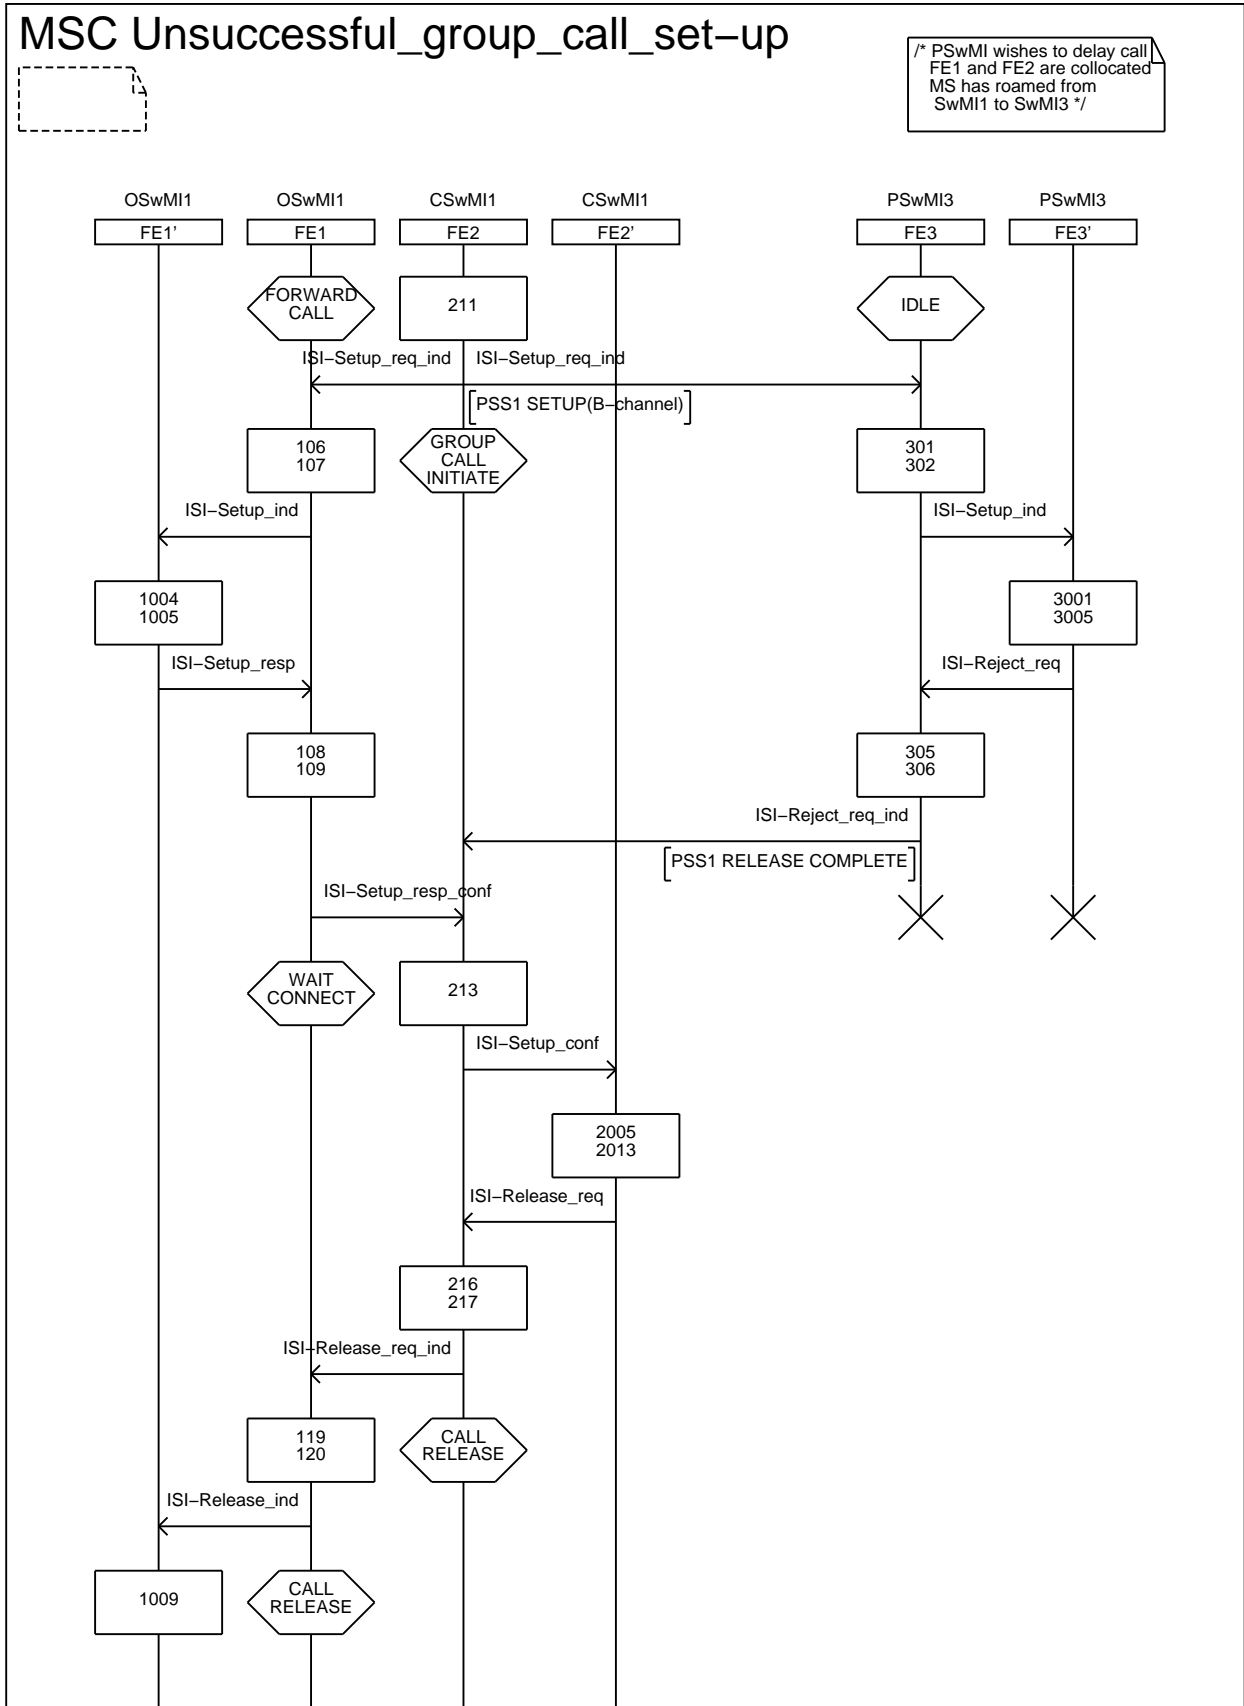 MSC Unsuccessful_group_call_set−up
/* PSwMI wishes to delay call
FE1 and FE2 are collocated
MS has roamed from
SwMI1 to SwMI3 */
OSwMI1 OSwMI1 CSwMI1 CSwMI1 PSwMI3 PSwMI3
FE1’ FE1 FE2 FE2’ FE3 FE3’
FORWARD
CALL
211
IDLE
ISI−Setup_req_ind ISI−Setup_req_ind
PSS1 SETUP(B−channel)
106
107
GROUP
CALL
INITIATE
301
302
ISI−Setup_ind ISI−Setup_ind
1004
1005
3001
3005
ISI−Setup_resp ISI−Reject_req
108
109
305
306
ISI−Reject_req_ind
PSS1 RELEASE COMPLETE
ISI−Setup_resp_conf
WAIT
CONNECT
213
ISI−Setup_conf
2005
2013
ISI−Release_req
216
217
ISI−Release_req_ind
119
120
CALL
RELEASE
ISI−Release_ind
1009
CALL
RELEASE